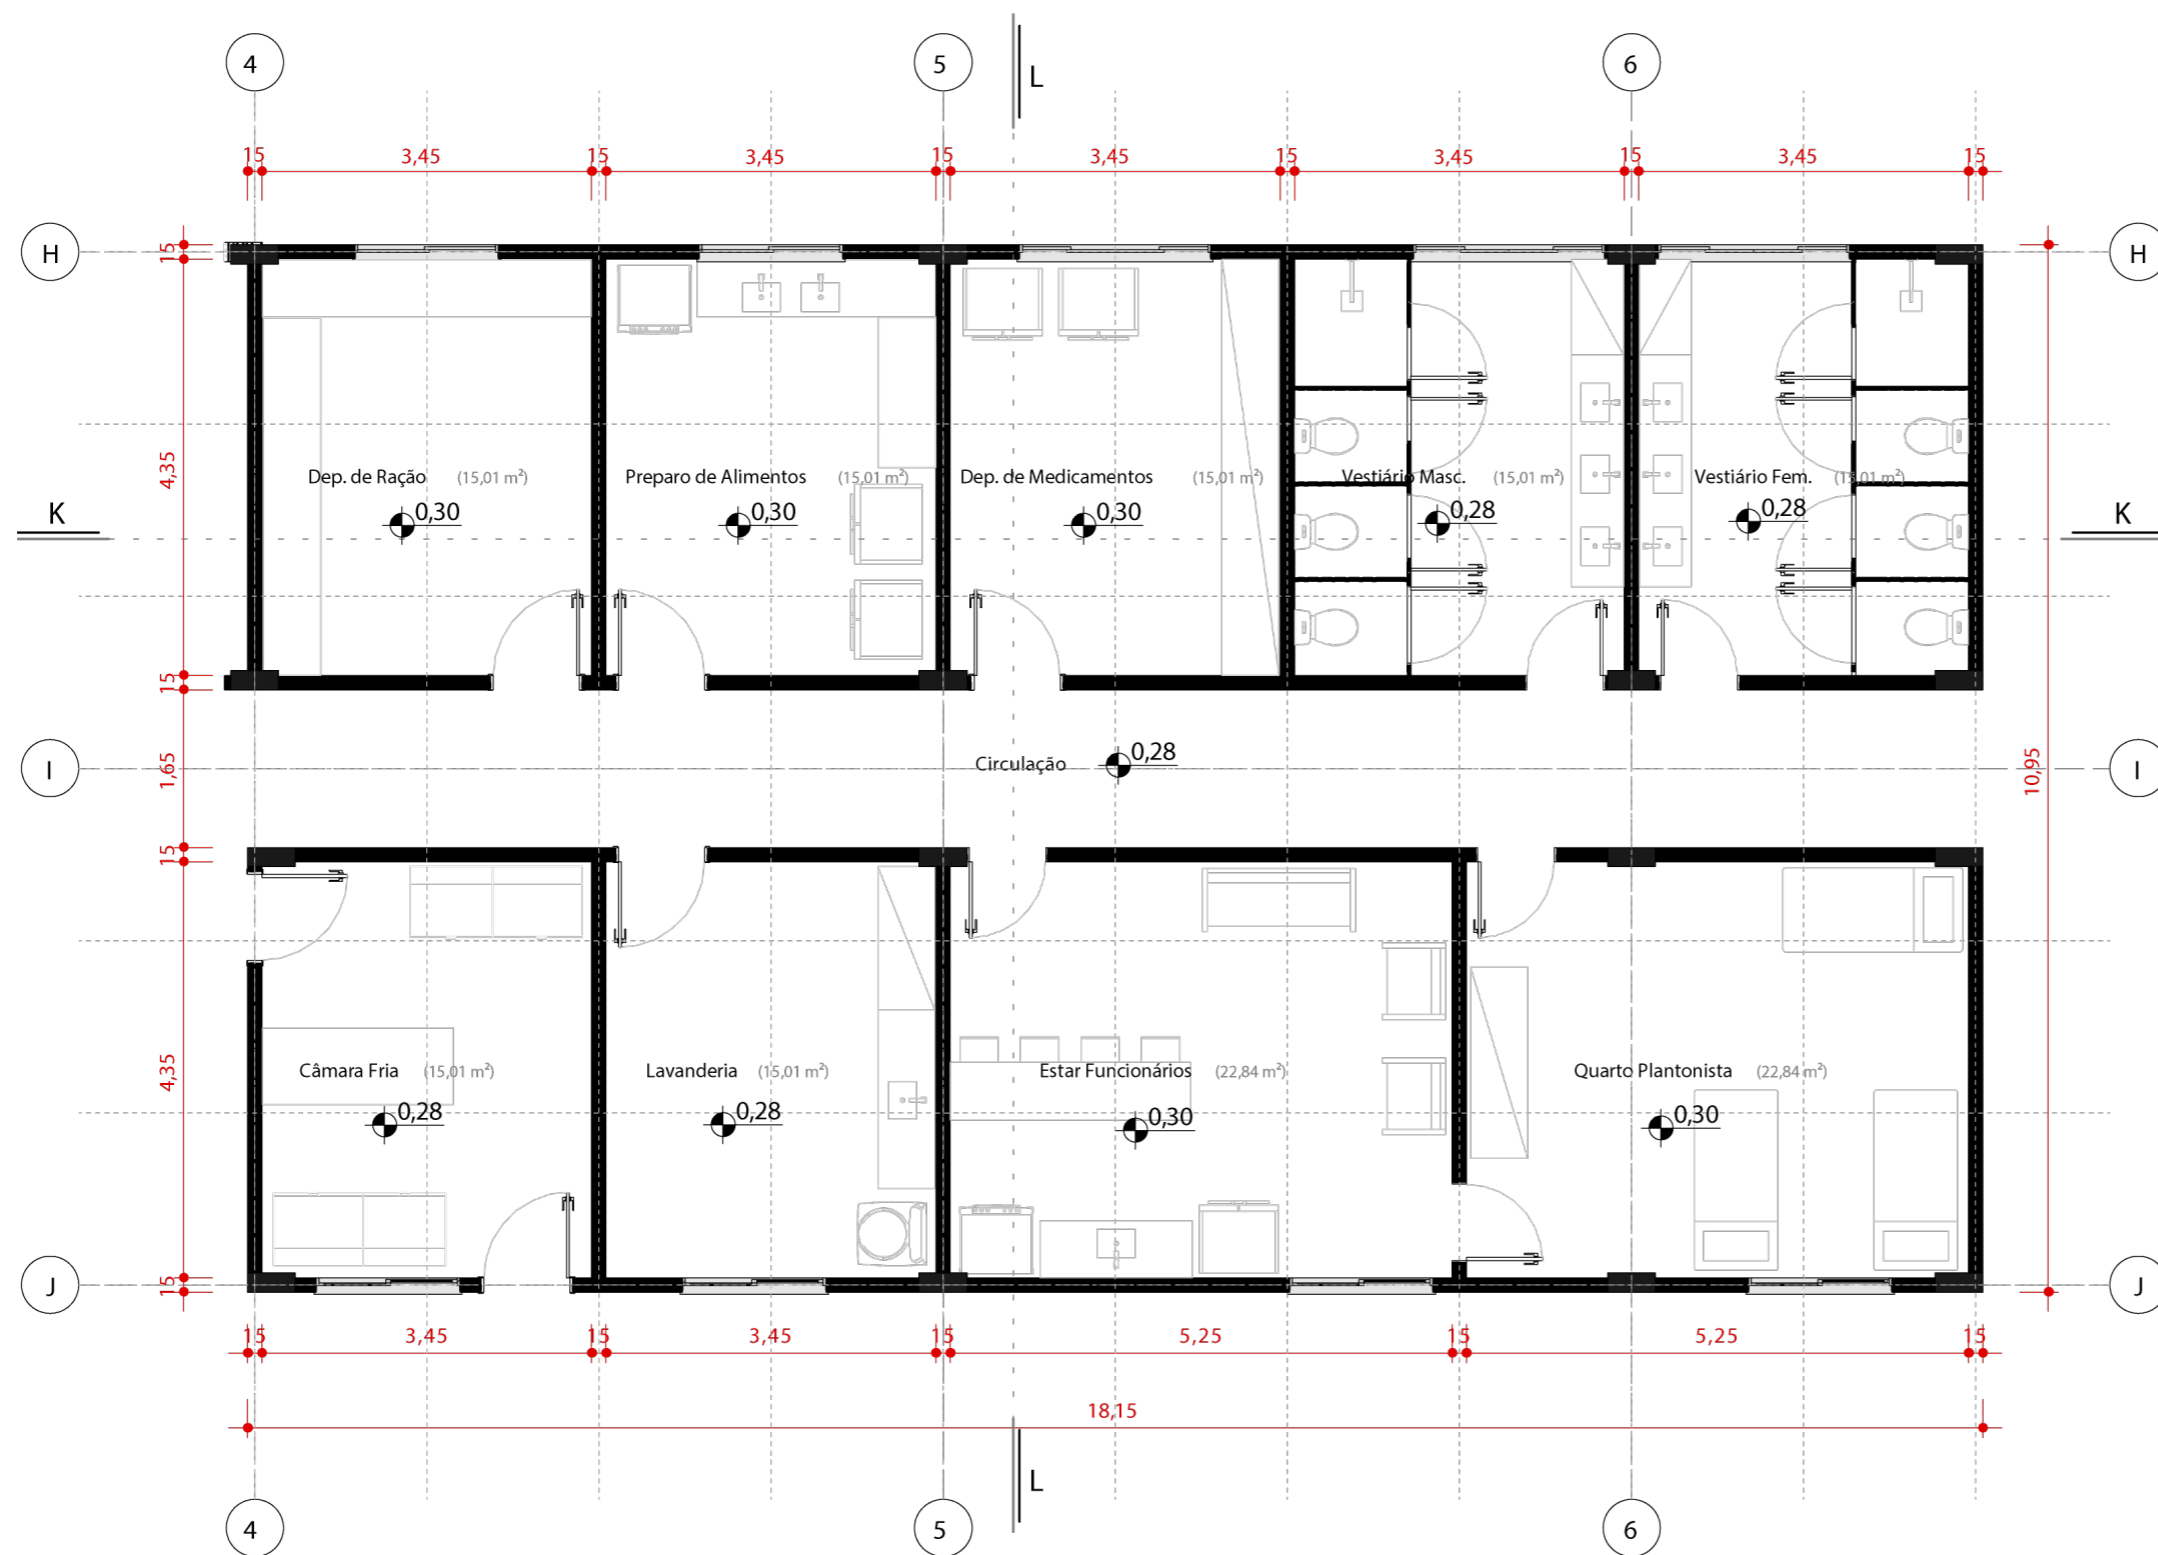 4 5 6
L
15 3,45 15 3,45 15 3,45 15 3,45 15 3,45 15
H 15 H
4,35
Dep. de Ração (15,01 m²) Preparo de Alimentos (15,01 m²) Dep. de Medicamentos (15,01 m²) Vestiário Masc. (15,01 m²) Vestiário Fem. (15,01 m²)
0,30 0,30 0,30 0,28 0,28
K K
15
Circulação 0,28
I 1,65 10,95 I
15
4,35
Câmara Fria (15,01 m²) Lavanderia (15,01 m²) Estar Funcionários (22,84 m²) Quarto Plantonista (22,84 m²)
0,28 0,28 0,30 0,30
J 15 J
15 3,45 15 3,45 15 5,25 15 5,25 15
18,15
L
4 5 6